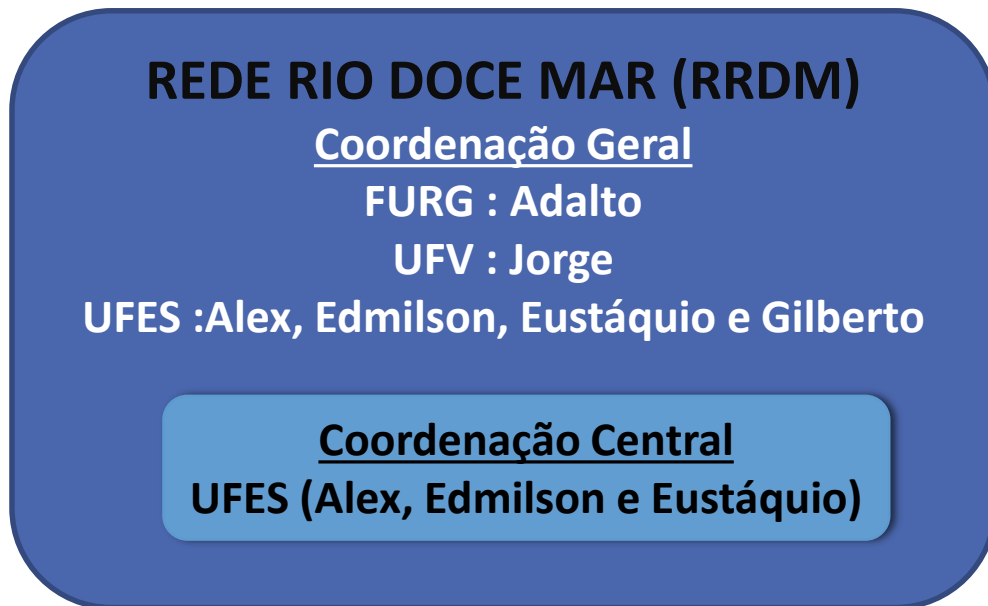 REDE RIO DOCE MAR (RRDM)
Coordenação Geral
FURG : Adalto
UFV : Jorge
UFES :Alex, Edmilson, Eustáquio e Gilberto
Coordenação Central
UFES (Alex, Edmilson e Eustáquio)